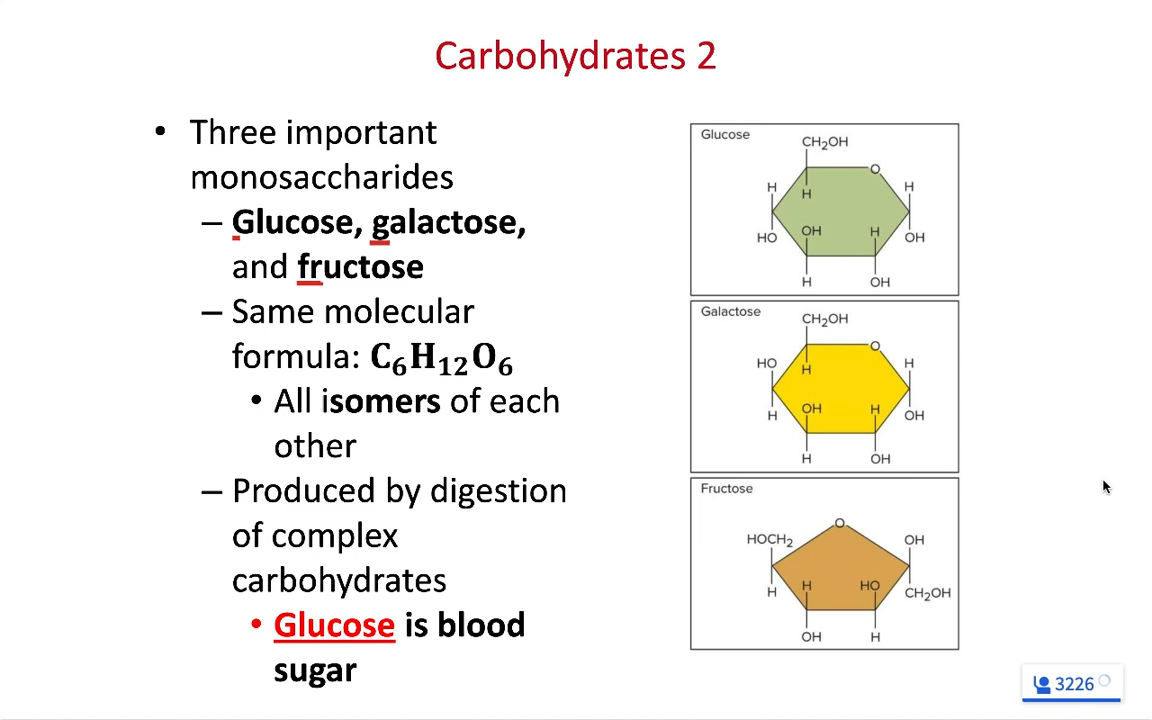 Carbohydrates 2
• Three important
monosaccharides
– Glucose, galactose,
and fructose
– Same molecular
formula: C₆H₁₂O₆
• All isomers of each
other
– Produced by digestion
of complex
carbohydrates
• Glucose is blood
sugar
Glucose
CH₂OH
O
H
H
H
HO
OH
H
OH
H
OH
Galactose
CH₂OH
O
HO
H
H
H
OH
H
OH
H
OH
Fructose
O
HOCH₂
OH
H
H
HO
CH₂OH
OH
H
3226